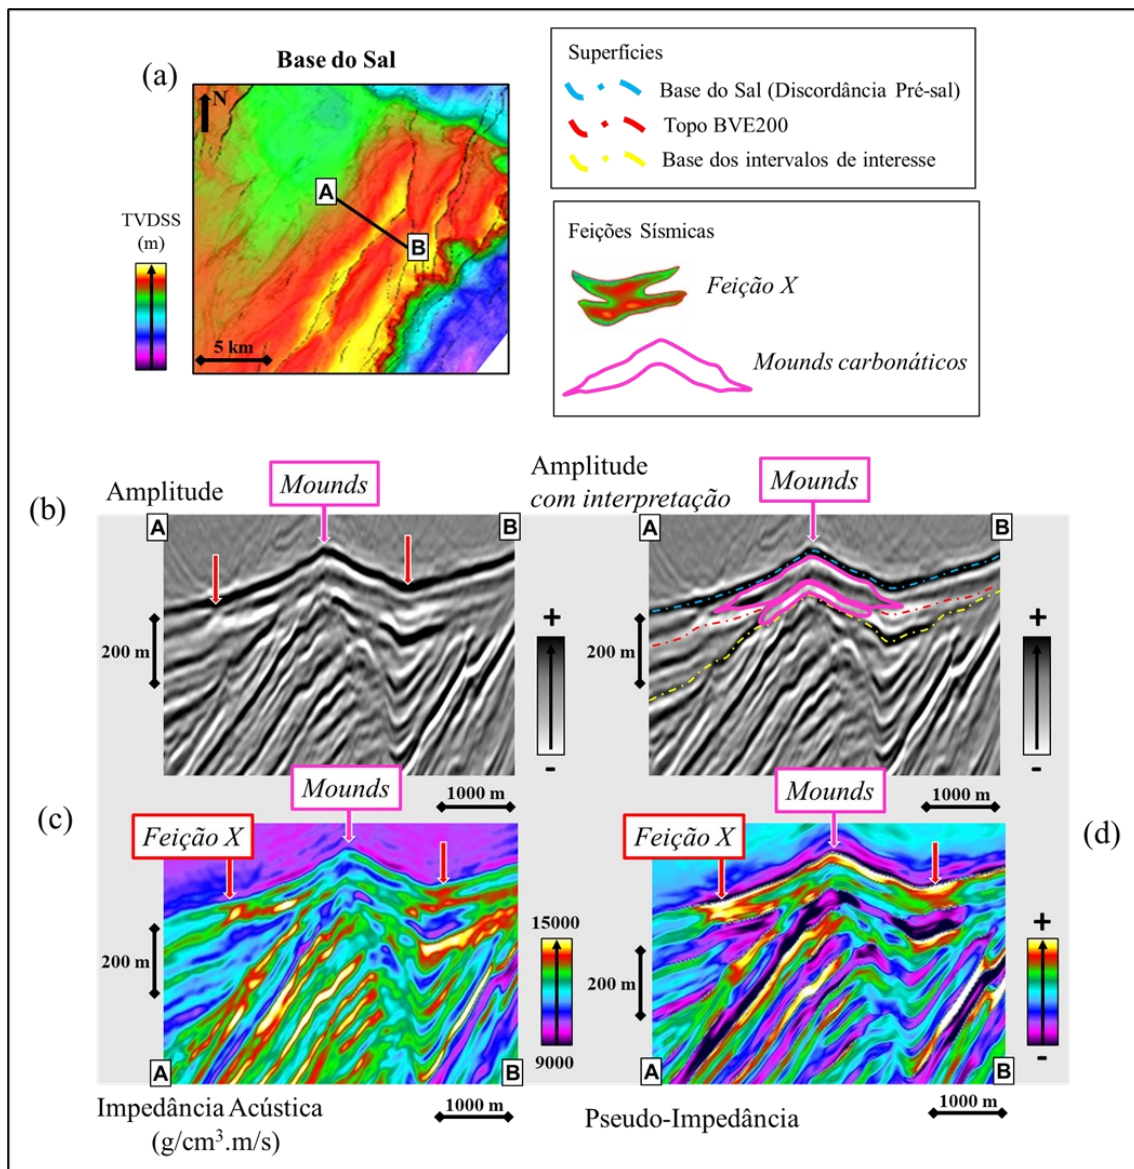 (a)
Base do Sal
N
A
B
TVDSS
(m)
5 km
Superfícies
Base do Sal (Discordância Pré-sal)
Topo BVE200
Base dos intervalos de interesse
Feições Sísmicas
Feição X
Mounds carbonáticos
(b)
Amplitude
Mounds
A
B
200 m
+
-
1000 m
Amplitude
com interpretação
Mounds
A
B
200 m
+
-
1000 m
(c)
Feição X
Mounds
200 m
15000
9000
A
B
Impedância Acústica
(g/cm³.m/s)
1000 m
(d)
Feição X
Mounds
200 m
+
-
A
B
Pseudo-Impedância
1000 m